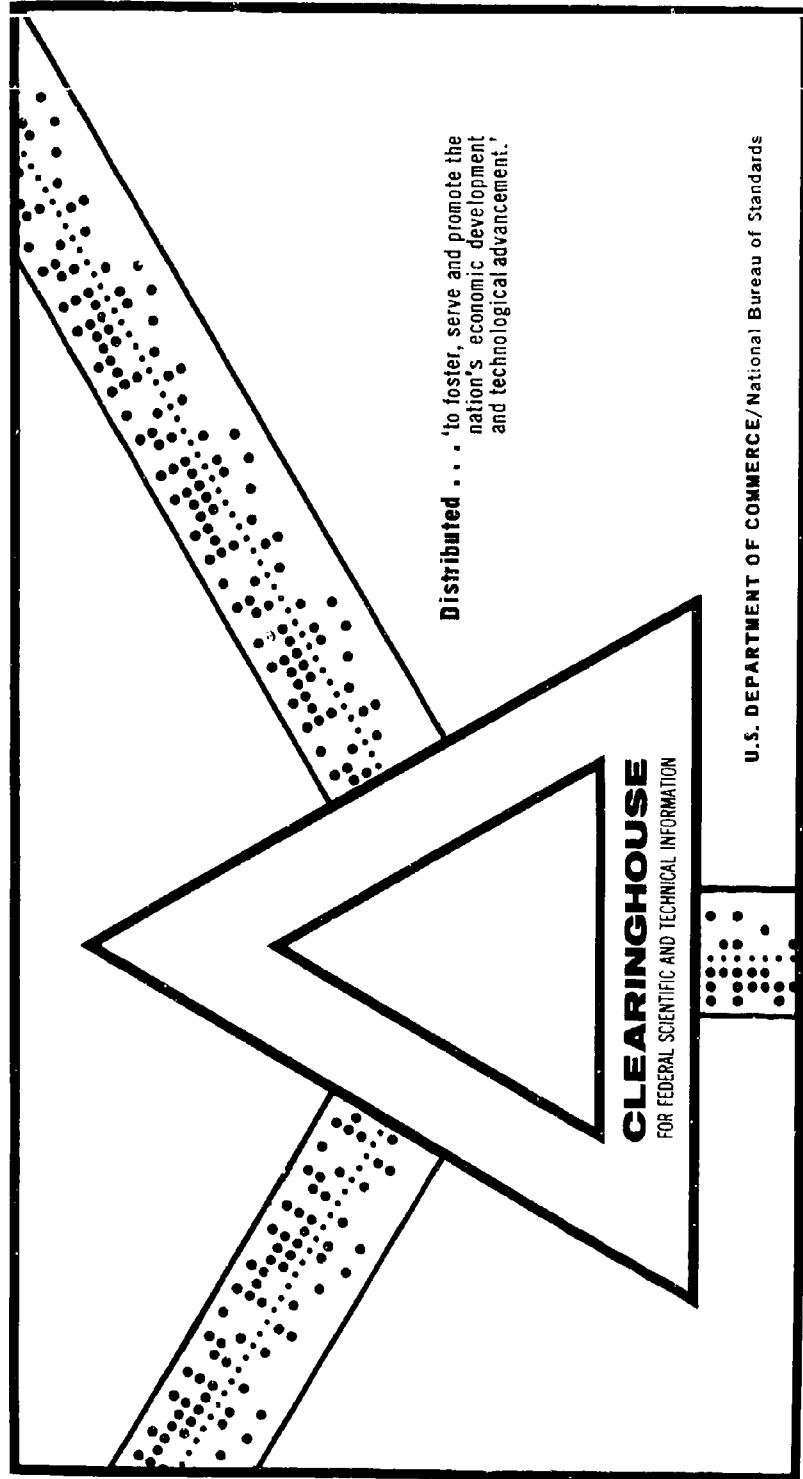 Distributed . . . 'to foster, serve and promote the
nation's economic development
and technological advancement.'
CLEARINGHOUSE
FOR FEDERAL SCIENTIFIC AND TECHNICAL INFORMATION
U.S. DEPARTMENT OF COMMERCE/National Bureau of Standards